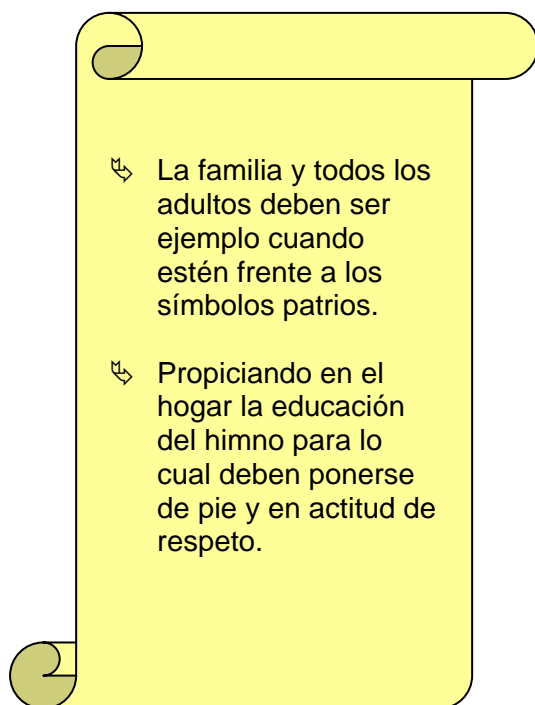 La familia y todos los
adultos deben ser
ejemplo cuando
estén frente a los
símbolos patrios.
Propiciando en el
hogar la educación
del himno para lo
cual deben ponerse
de pie y en actitud de
respeto.